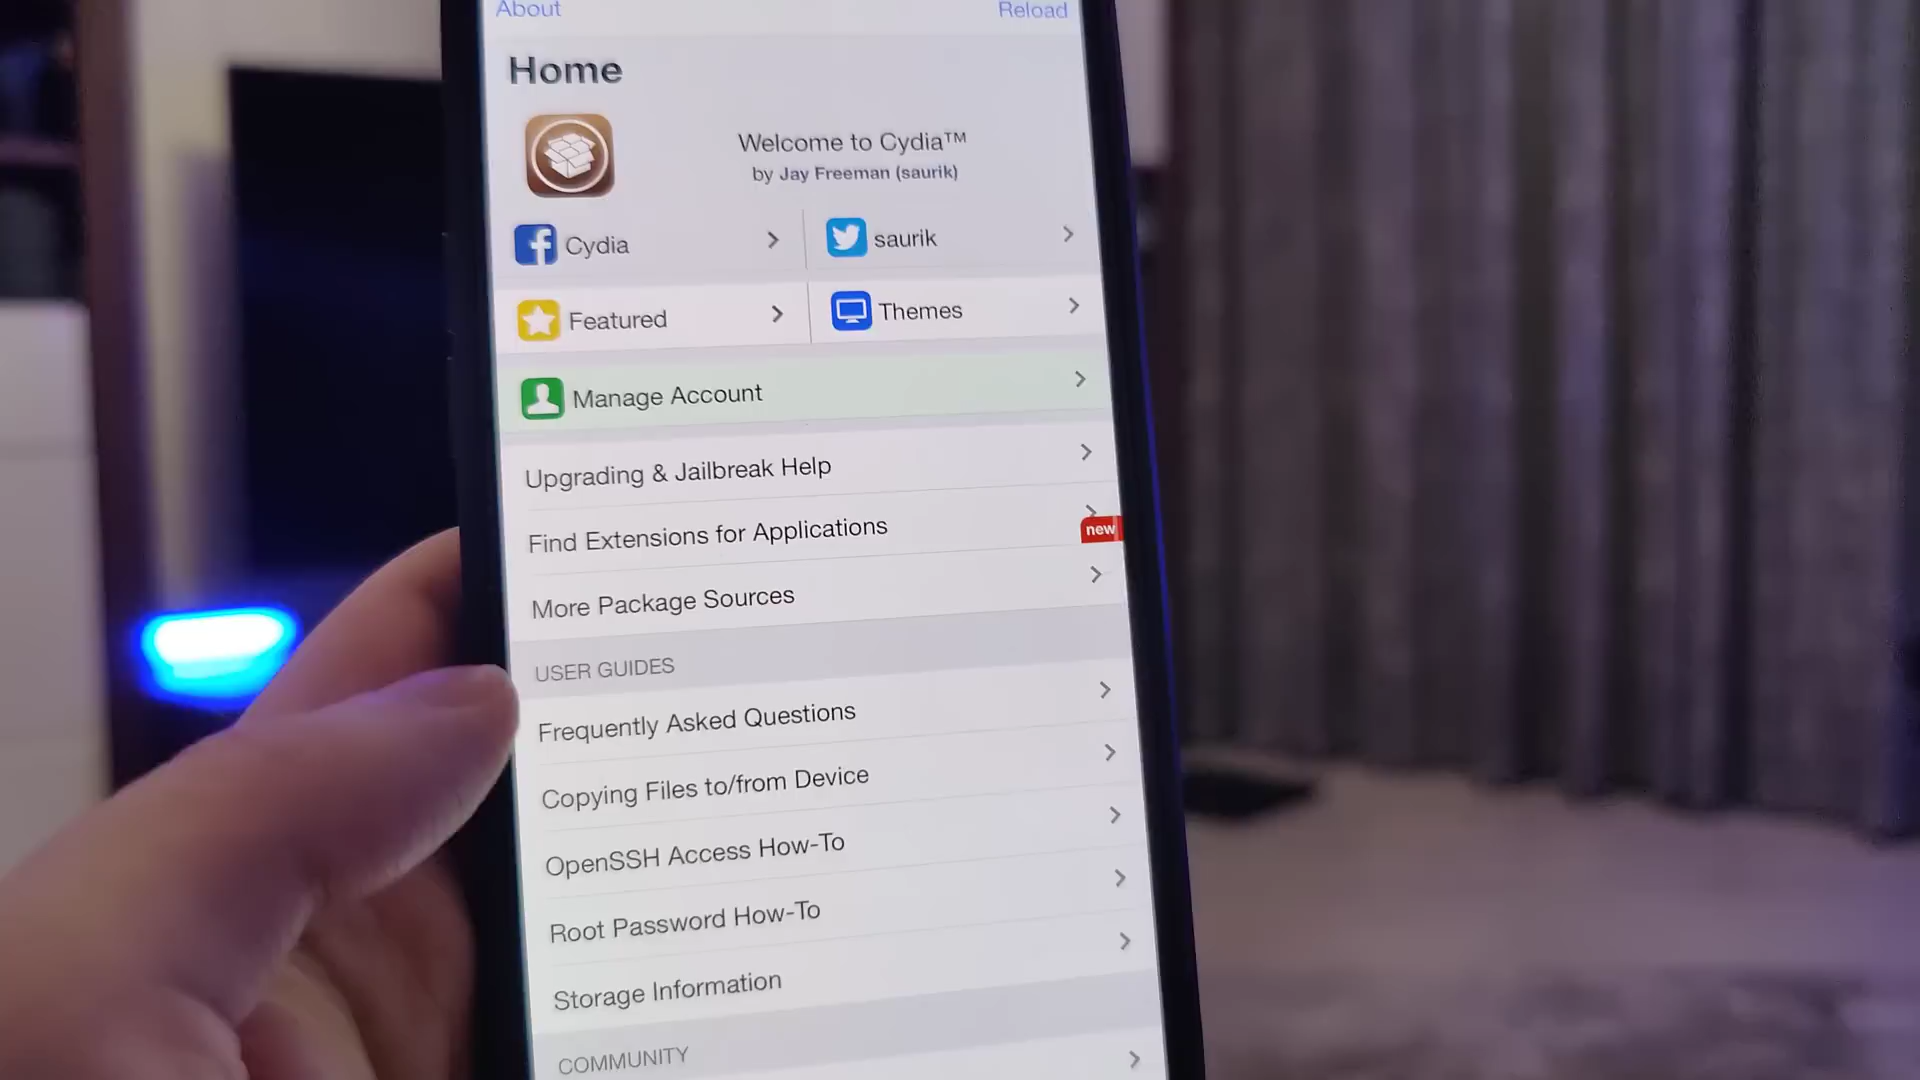 About
Reload
Home
Welcome to Cydia™
by Jay Freeman (saurik)
Cydia
saurik
Featured
Themes
Manage Account
Upgrading & Jailbreak Help
Find Extensions for Applications
new
More Package Sources
USER GUIDES
Frequently Asked Questions
Copying Files to/from Device
OpenSSH Access How-To
Root Password How-To
Storage Information
COMMUNITY